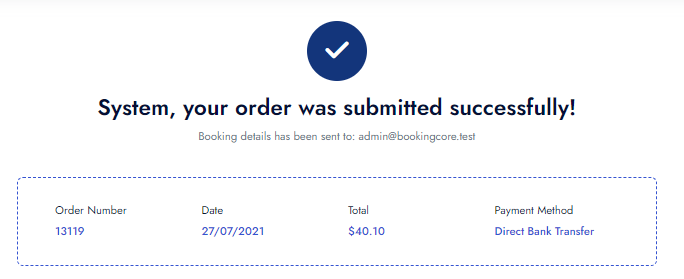 System, your order was submitted successfully!
Booking details has been sent to: admin@bookingcore.test
Order Number Date Total Payment Method
13119 27/07/2021 $40.10 Direct Bank Transfer